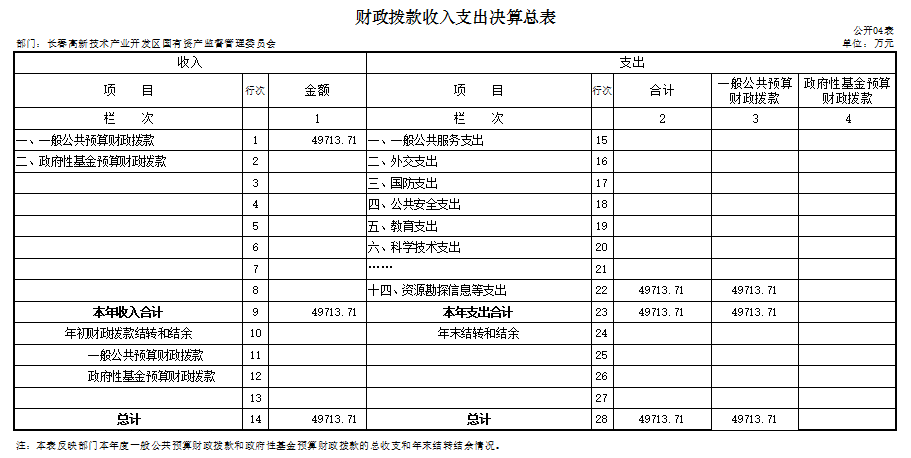 财政拨款收入支出决算总表
公开04表
部门：长春高新技术产业开发区国有资产监督管理委员会 单位：万元
收入 支出
项 目 行次 金额 项 目 行次 合计 一般公共预算财政拨款 政府性基金预算财政拨款
栏 次 1 栏 次 2 3 4
一、一般公共预算财政拨款 1 49713.71 一、一般公共服务支出 15
二、政府性基金预算财政拨款 2 二、外交支出 16
3 三、国防支出 17
4 四、公共安全支出 18
5 五、教育支出 19
6 六、科学技术支出 20
7 …… 21
8 十四、资源勘探信息等支出 22 49713.71 49713.71
本年收入合计 9 49713.71 本年支出合计 23 49713.71 49713.71
年初财政拨款结转和结余 10 年末结转和结余 24
一般公共预算财政拨款 11 25
政府性基金预算财政拨款 12 26
13 27
总计 14 49713.71 总计 28 49713.71 49713.71
注：本表反映部门本年度一般公共预算财政拨款和政府性基金预算财政拨款的总收支和年末结转结余情况。